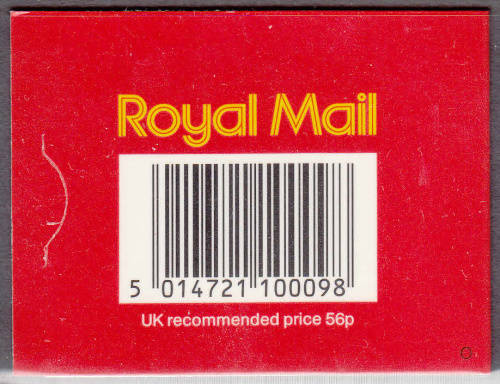 Royal Mail
5 014721 100098
UK recommended price 56p